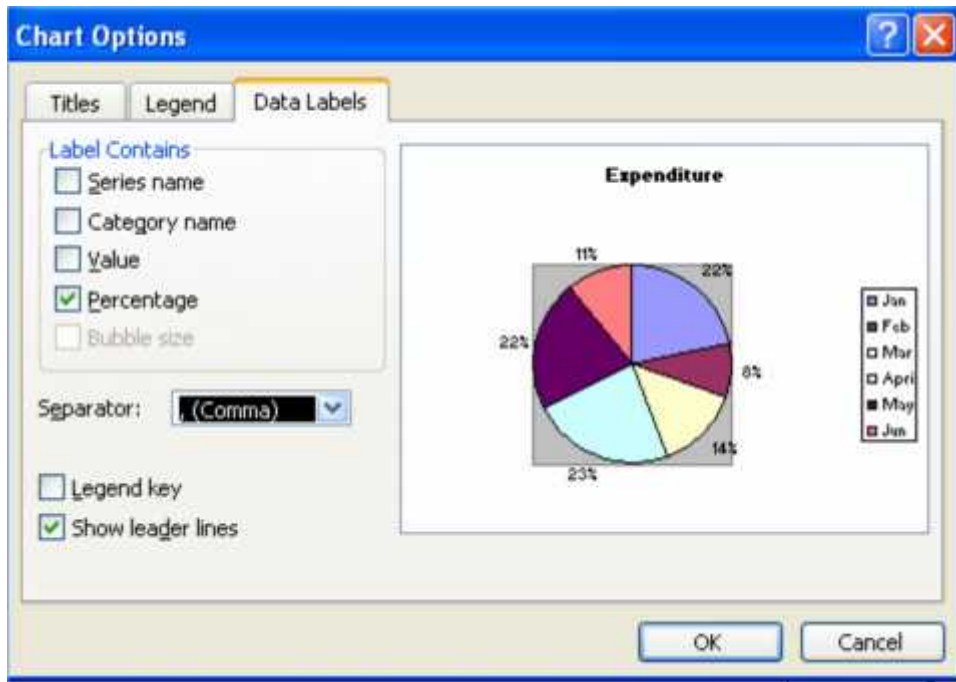 Chart Options
Titles Legend Data Labels
Label Contains
Series name
Category name
Value
Percentage
Bubble size
Separator: , (Comma)
Legend key
Show leader lines
Expenditure
11%
22%
22%
8%
14%
23%
Jan
Feb
Mar
April
May
Jun
OK Cancel